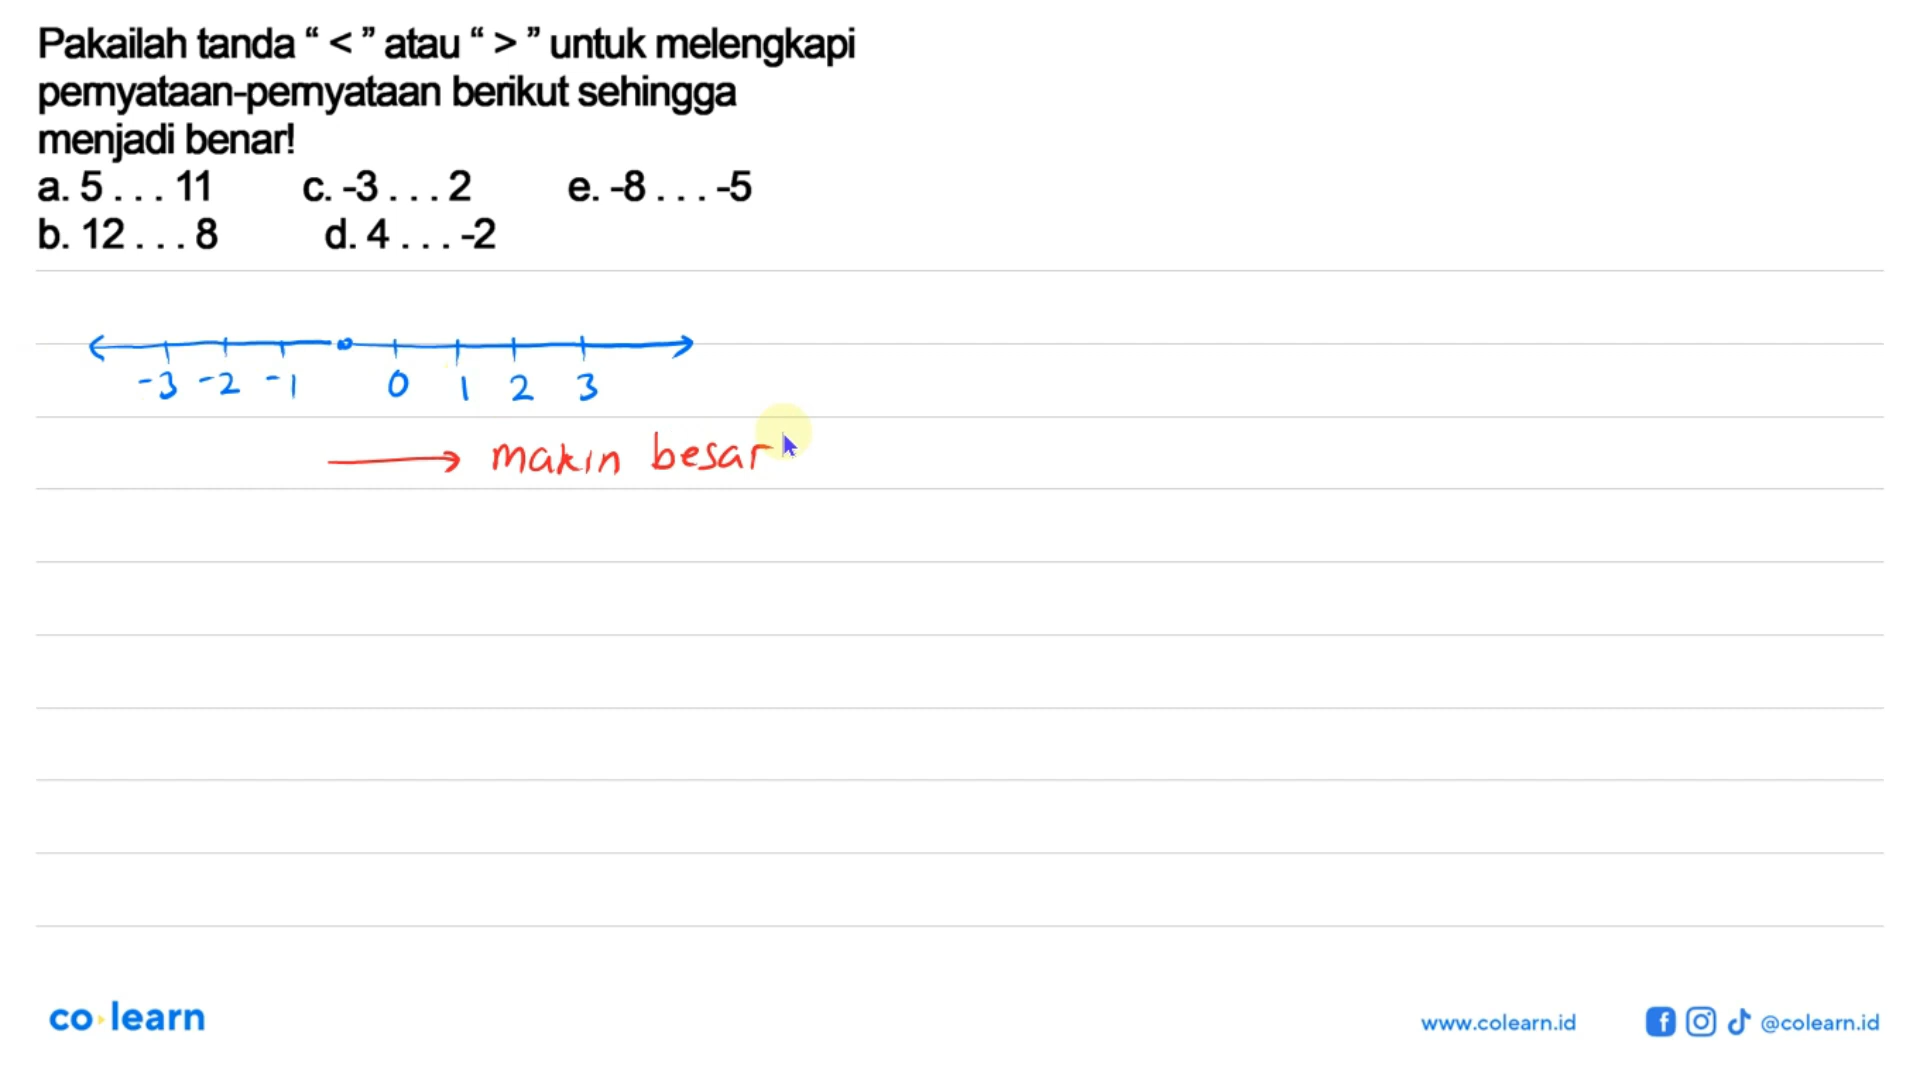 Pakailah tanda “ < ” atau “ > ” untuk melengkapi
pernyataan-pernyataan berikut sehingga
menjadi benar!
a. 5 . . . 11 c. -3 . . . 2 e. -8 . . . -5
b. 12 . . . 8 d. 4 . . . -2
-3 -2 -1 0 1 2 3
makin besar
co learn
www.colearn.id @colearn.id